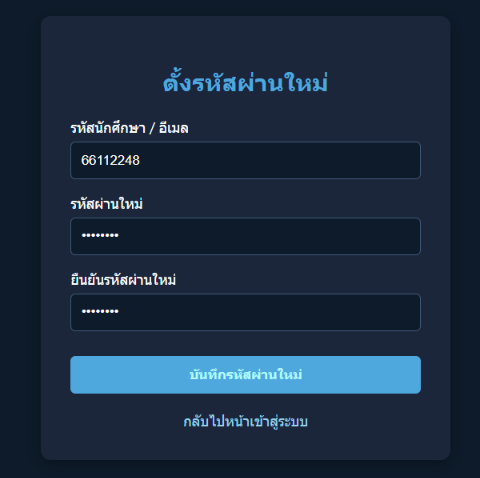 ตั้งรหัสผ่านใหม่
รหัสนักศึกษา / อีเมล
66112248
รหัสผ่านใหม่
••••••••
ยืนยันรหัสผ่านใหม่
••••••••
บันทึกรหัสผ่านใหม่
กลับไปหน้าเข้าสู่ระบบ